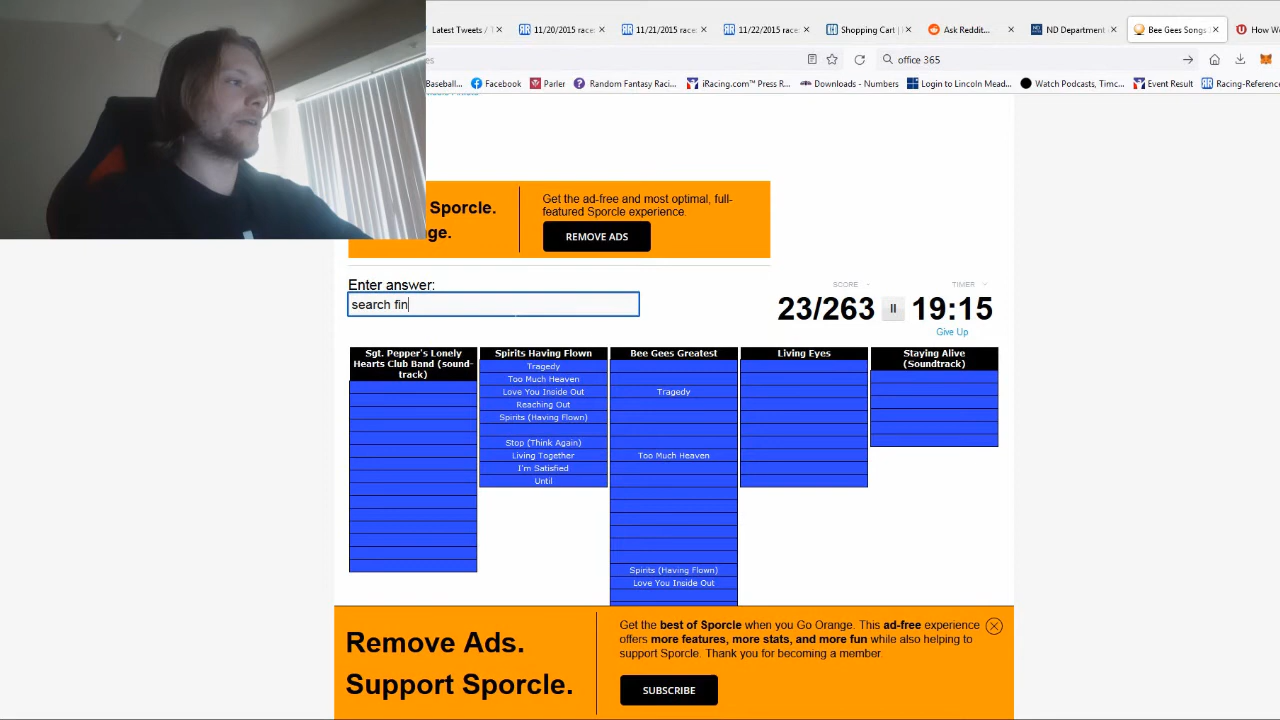 Latest Tweets / T
11/20/2015 race:
11/21/2015 race:
11/22/2015 race:
Shopping Cart |
Ask Reddit...
ND Department
Bee Gees Songs
How W
office 365
Baseball...
Facebook
Parler
Random Fantasy Raci...
iRacing.com™ Press R...
Downloads - Numbers
Login to Lincoln Mead...
Watch Podcasts, Timc...
EventResult
Racing-Reference
Sporcle.
ge.
Get the ad-free and most optimal, full-
featured Sporcle experience.
REMOVE ADS
Enter answer:
search fin
SCORE
23/263
TIMER
19:15
Give Up
Sgt. Pepper's Lonely
Hearts Club Band (sound-
track)
Spirits Having Flown
Tragedy
Too Much Heaven
Love You Inside Out
Reaching Out
Spirits (Having Flown)
Stop (Think Again)
Living Together
I'm Satisfied
Until
Bee Gees Greatest
Tragedy
Too Much Heaven
Spirits (Having Flown)
Love You Inside Out
Living Eyes
Staying Alive
(Soundtrack)
Remove Ads.
Support Sporcle.
Get the best of Sporcle when you Go Orange. This ad-free experience
offers more features, more stats, and more fun while also helping to
support Sporcle. Thank you for becoming a member.
SUBSCRIBE